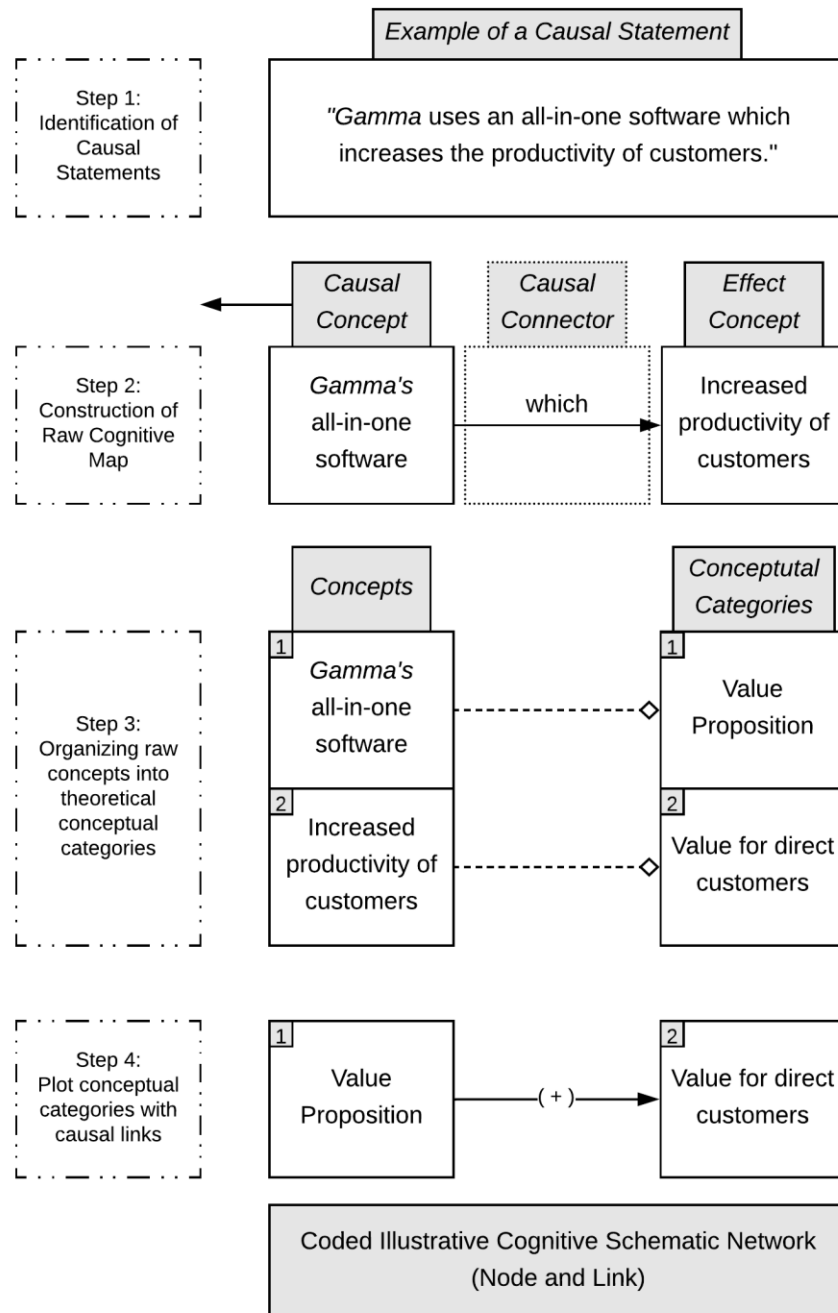 Example of a Causal Statement
Step 1:
Identification of
Causal
Statements
"Gamma uses an all-in-one software which
increases the productivity of customers."
Causal
Concept
Causal
Connector
Effect
Concept
Step 2:
Construction of
Raw Cognitive
Map
Gamma's
all-in-one
software
which
Increased
productivity of
customers
Concepts
Conceptutal
Categories
Step 3:
Organizing raw
concepts into
theoretical
conceptual
categories
1
Gamma's
all-in-one
software
1
Value
Proposition
2
Increased
productivity of
customers
2
Value for direct
customers
Step 4:
Plot conceptual
categories with
causal links
1
Value
Proposition
( + )
2
Value for direct
customers
Coded Illustrative Cognitive Schematic Network
(Node and Link)